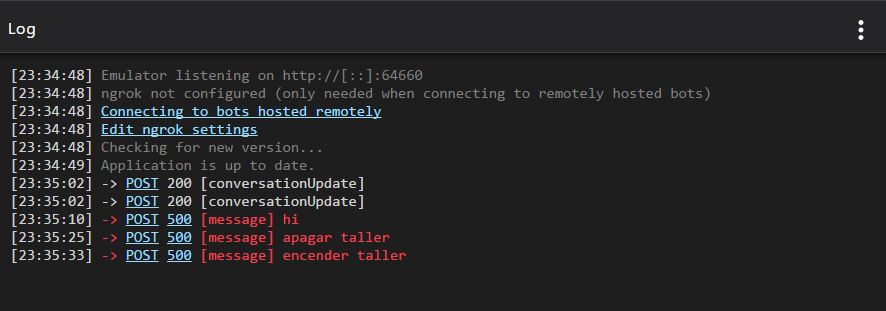 Log
[23:34:48] Emulator listening on http://[::]:64660
[23:34:48] ngrok not configured (only needed when connecting to remotely hosted bots)
[23:34:48] Connecting to bots hosted remotely
[23:34:48] Edit ngrok settings
[23:34:48] Checking for new version...
[23:34:49] Application is up to date.
[23:35:02] -> POST 200 [conversationUpdate]
[23:35:02] -> POST 200 [conversationUpdate]
[23:35:10] -> POST 500 [message] hi
[23:35:25] -> POST 500 [message] apagar taller
[23:35:33] -> POST 500 [message] encender taller